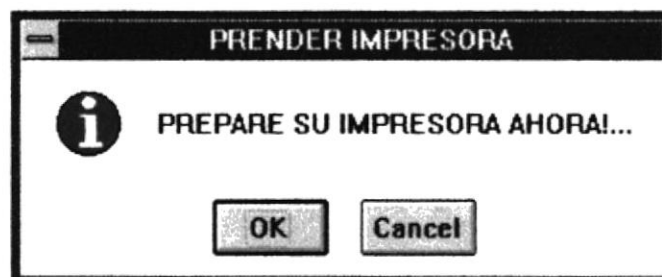 PRENDER IMPRESORA
PREPARE SU IMPRESORA AHORA!...
OK Cancel